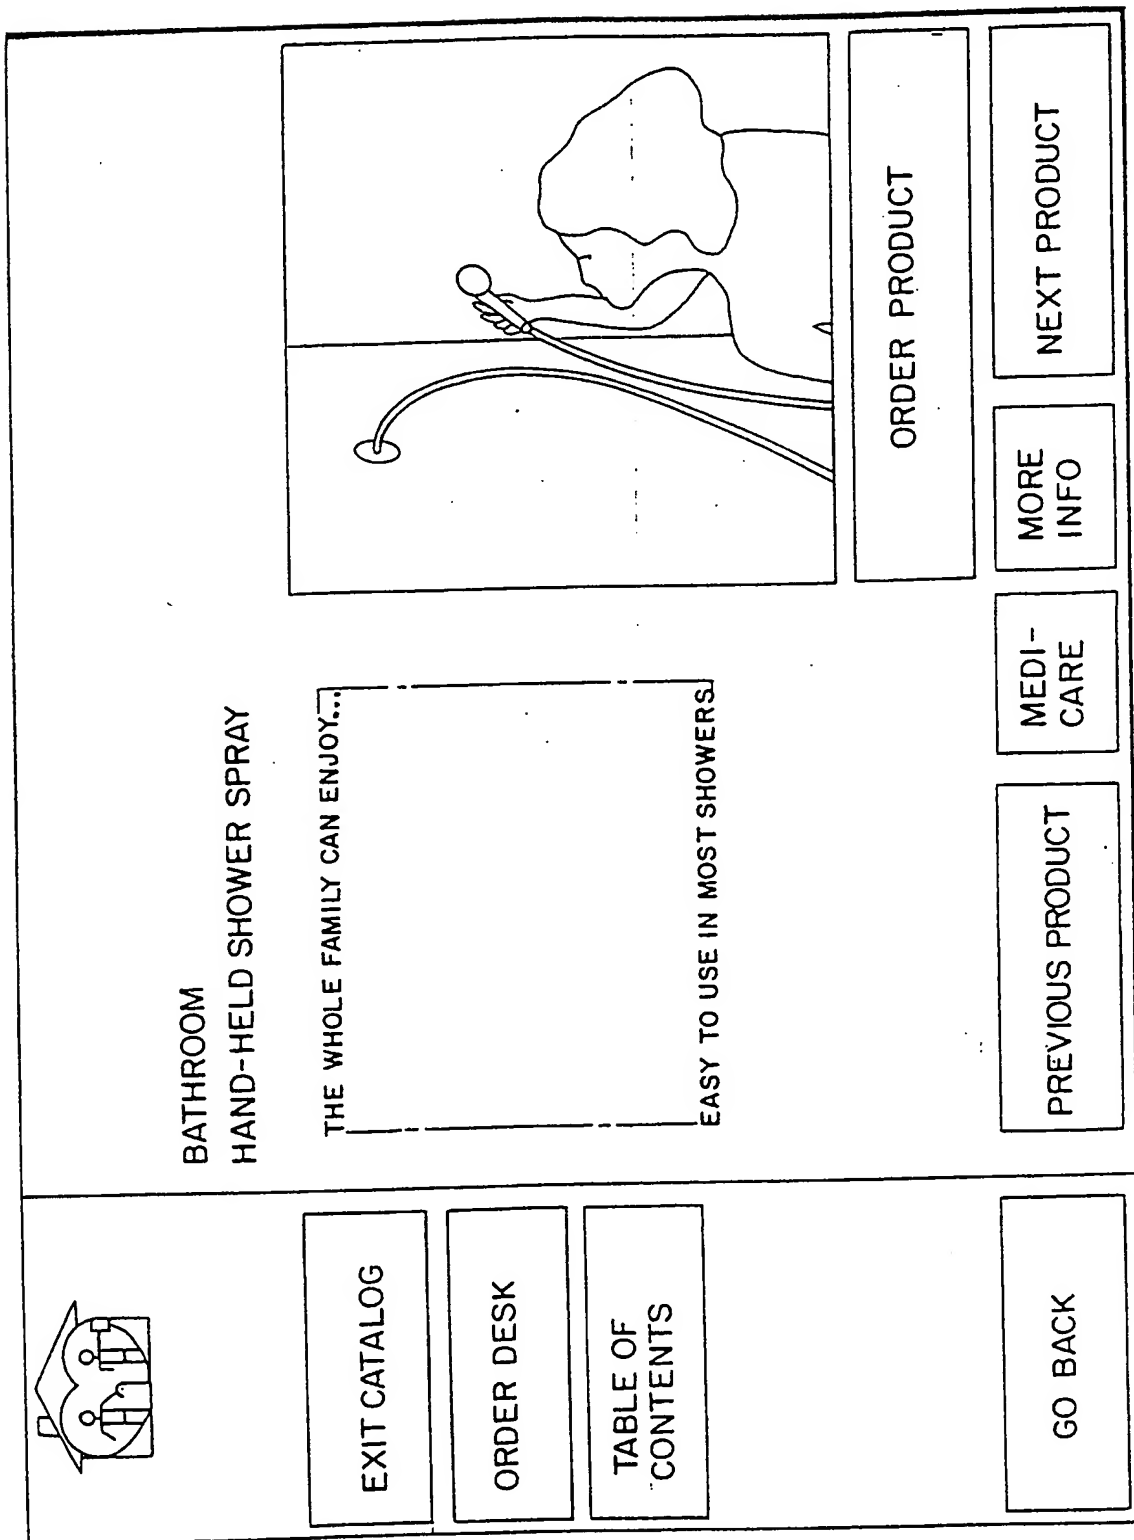 BATHROOM
HAND-HELD SHOWER SPRAY
THE WHOLE FAMILY CAN ENJOY...
EASY TO USE IN MOST SHOWERS
EXIT CATALOG
ORDER DESK
TABLE OF
CONTENTS
GO BACK
ORDER PRODUCT
PREVIOUS PRODUCT
MEDI-
CARE
MORE
INFO
NEXT PRODUCT